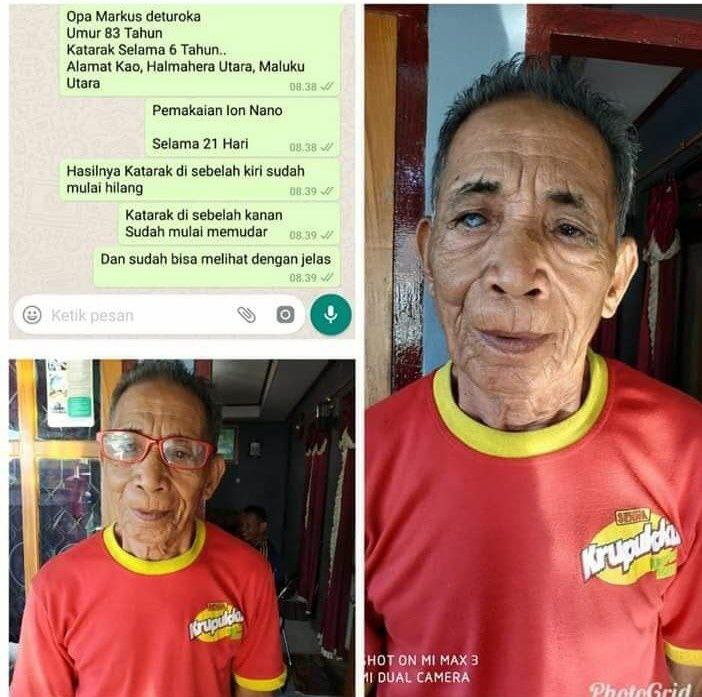 Opa Markus deturoka
Umur 83 Tahun
Katarak Selama 6 Tahun..
Alamat Kao, Halmahera Utara, Maluku
Utara
08.38
Pemakaian Ion Nano
Selama 21 Hari
08.38
Hasilnya Katarak di sebelah kiri sudah
mulai hilang
08.39
Katarak di sebelah kanan
Sudah mulai memudar
08.39
Dan sudah bisa melihat dengan jelas
08.39
Ketik pesan
Krupukku
SHOT ON MI MAX 3
MI DUAL CAMERA
PhotoGrid